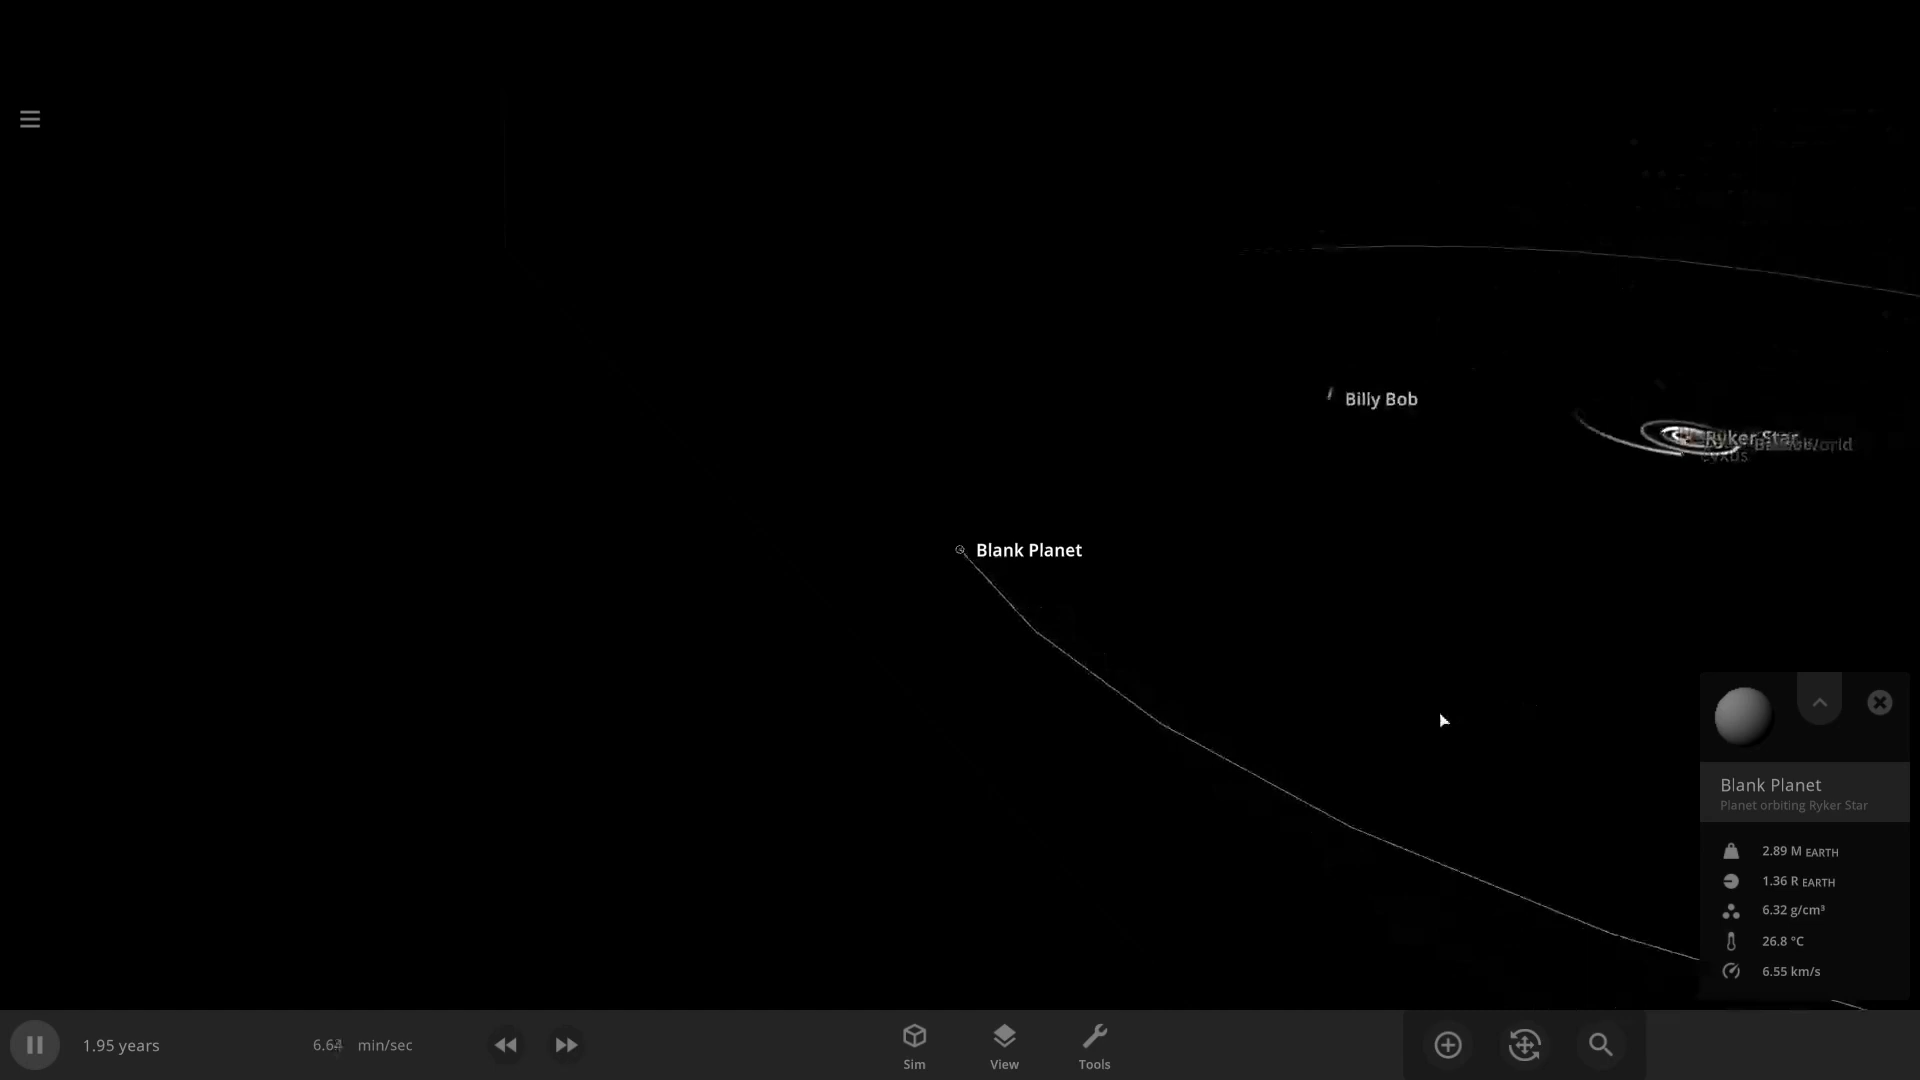 Billy Bob
Ryker Star
Lyxus
Blank Planet
Blank Planet
Planet orbiting Ryker Star
2.89 M EARTH
1.36 R EARTH
6.32 g/cm³
26.8 °C
6.55 km/s
1.95 years
min/sec
Sim
View
Tools